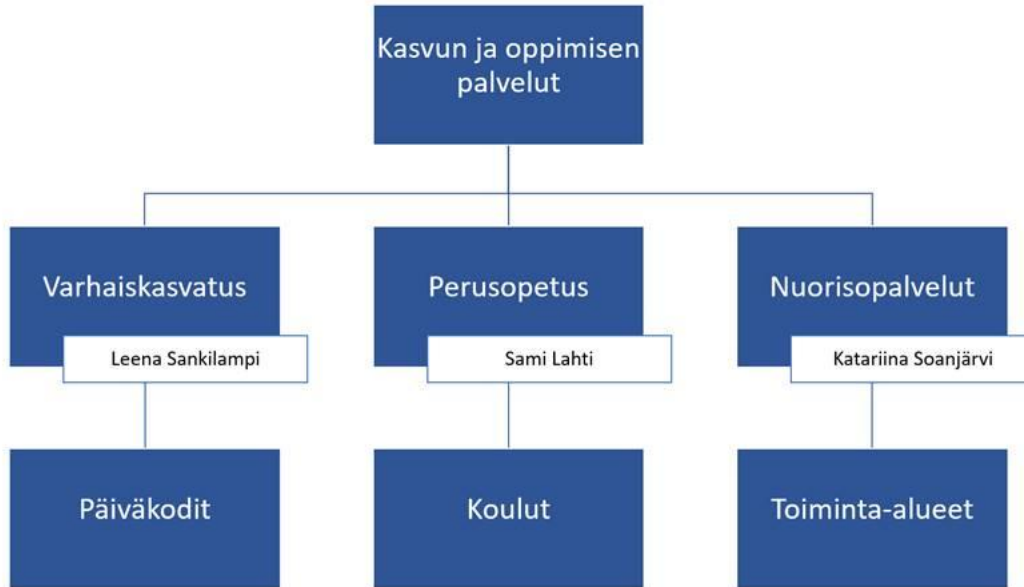 Kasvun ja oppimisen
palvelut
Varhaiskasvatus
Leena Sankilampi
Perusopetus
Sami Lahti
Nuorisopalvelut
Katariina Soanjärvi
Päiväkodit
Koulut
Toiminta-alueet